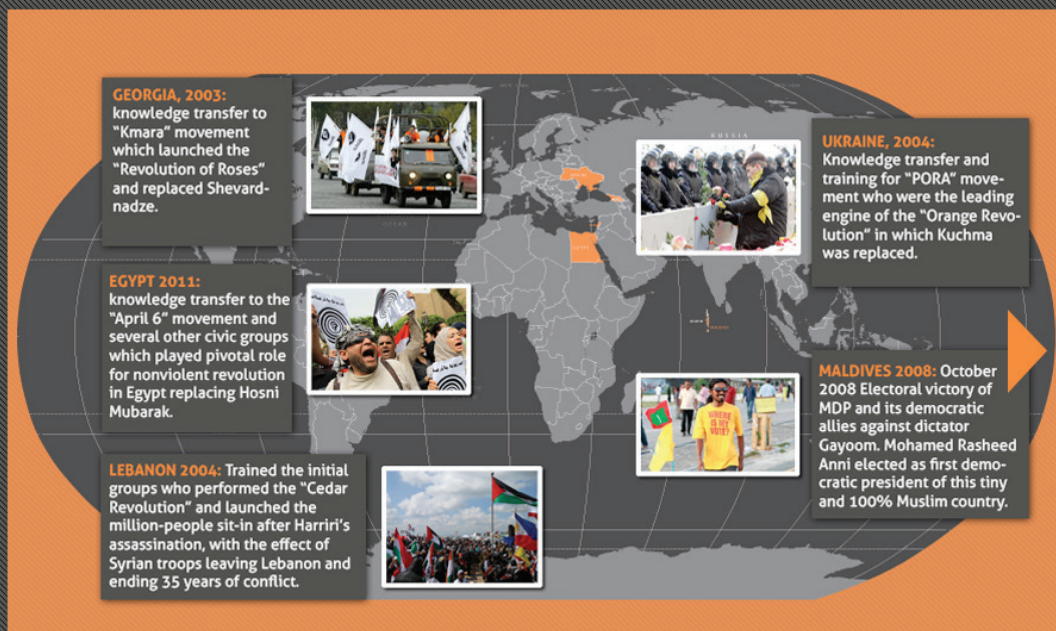 GEORGIA, 2003:
knowledge transfer to
“Kmara” movement
which launched the
“Revolution of Roses”
and replaced Shevard-
nadze.
EGYPT 2011:
knowledge transfer to the
“April 6” movement and
several other civic groups
which played pivotal role
for nonviolent revolution
in Egypt replacing Hosni
Mubarak.
LEBANON 2004: Trained the initial
groups who performed the “Cedar
Revolution” and launched the
million-people sit-in after Harriri’s
assassination, with the effect of
Syrian troops leaving Lebanon and
ending 35 years of conflict.
RUSSIA
EGYPT
WHERE
IS MY
VOTE?
UKRAINE, 2004:
Knowledge transfer and
training for “PORA” move-
ment who were the leading
engine of the “Orange Revo-
lution” in which Kuchma
was replaced.
MALDIVES 2008: October
2008 Electoral victory of
MDP and its democratic
allies against dictator
Gayoom. Mohamed Rasheed
Anni elected as first demo-
cratic president of this tiny
and 100% Muslim country.